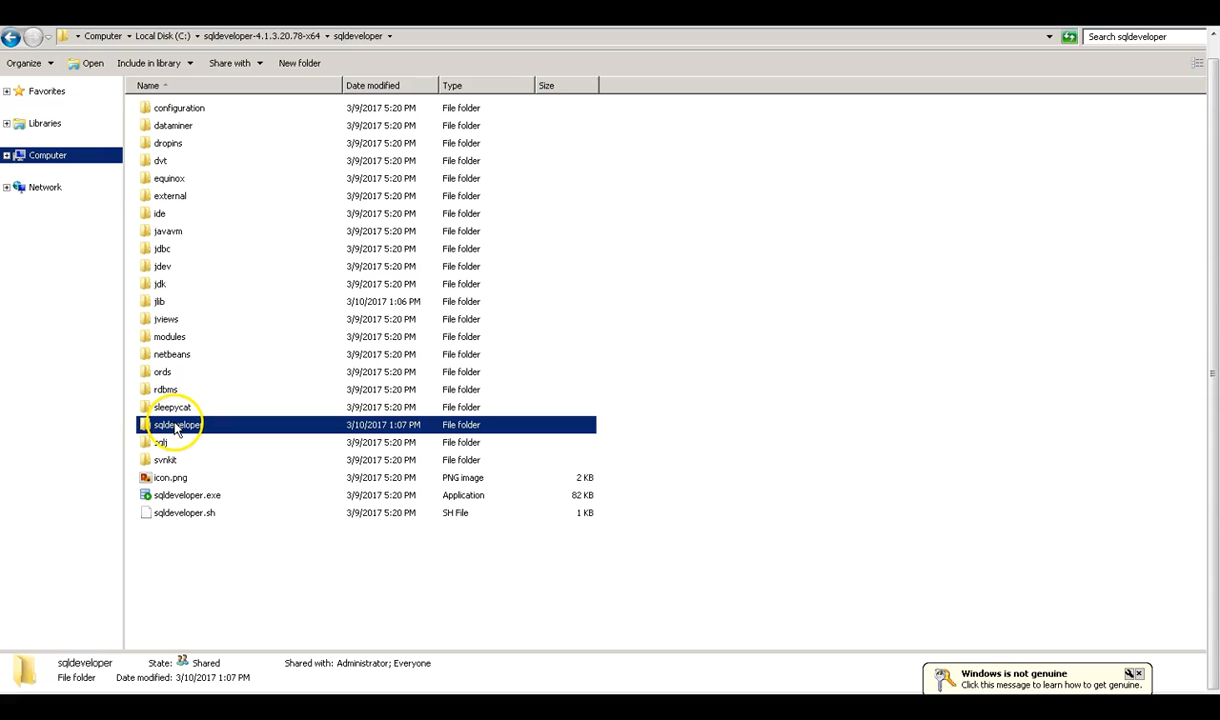 Computer Local Disk (C:) sqldeveloper-4.1.3.20.78-x64 sqldeveloper Search sqldeveloper
Organize Open Include in library Share with New folder
Favorites
Libraries
Computer
Network
Name Date modified Type Size
configuration 3/9/2017 5:20 PM File folder
dataminer 3/9/2017 5:20 PM File folder
dropins 3/9/2017 5:20 PM File folder
dvt 3/9/2017 5:20 PM File folder
equinox 3/9/2017 5:20 PM File folder
external 3/9/2017 5:20 PM File folder
ide 3/9/2017 5:20 PM File folder
javavm 3/9/2017 5:20 PM File folder
jdbc 3/9/2017 5:20 PM File folder
jdev 3/9/2017 5:20 PM File folder
jdk 3/9/2017 5:20 PM File folder
jlib 3/10/2017 1:06 PM File folder
jviews 3/9/2017 5:20 PM File folder
modules 3/9/2017 5:20 PM File folder
netbeans 3/9/2017 5:20 PM File folder
ords 3/9/2017 5:20 PM File folder
rdbms 3/9/2017 5:20 PM File folder
sleepycat 3/9/2017 5:20 PM File folder
sqldeveloper 3/10/2017 1:07 PM File folder
sqlj 3/9/2017 5:20 PM File folder
svnkit 3/9/2017 5:20 PM File folder
icon.png 3/9/2017 5:20 PM PNG image 2 KB
sqldeveloper.exe 3/9/2017 5:20 PM Application 82 KB
sqldeveloper.sh 3/9/2017 5:20 PM SH File 1 KB
sqldeveloper State: Shared Shared with: Administrator; Everyone
File folder Date modified: 3/10/2017 1:07 PM
Windows is not genuine
Click this message to learn how to get genuine.